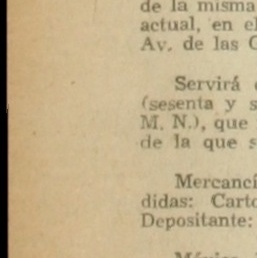 de la misma
actual, en el
Av. de las
Servirá
(sesenta y s
M. N.), que
de la que s
Mercancí
didas: Carto
Depositante: